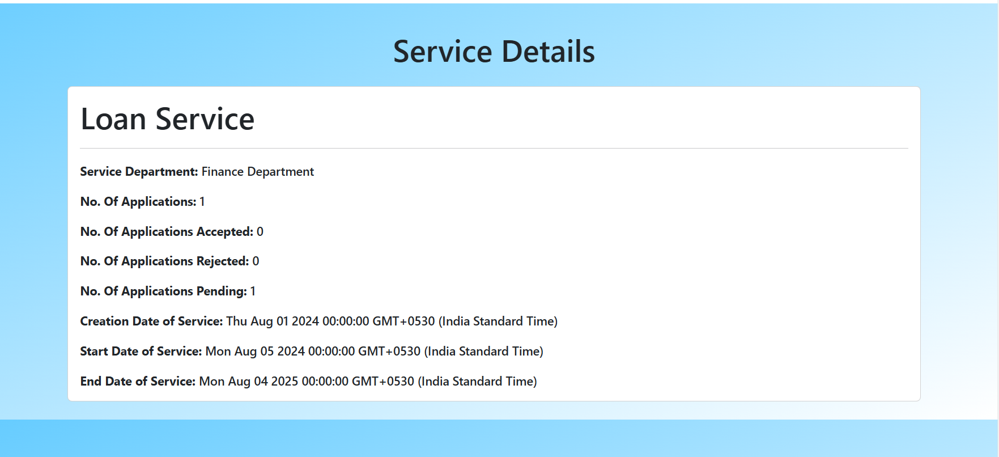 Service Details
Loan Service
Service Department: Finance Department
No. Of Applications: 1
No. Of Applications Accepted: 0
No. Of Applications Rejected: 0
No. Of Applications Pending: 1
Creation Date of Service: Thu Aug 01 2024 00:00:00 GMT+0530 (India Standard Time)
Start Date of Service: Mon Aug 05 2024 00:00:00 GMT+0530 (India Standard Time)
End Date of Service: Mon Aug 04 2025 00:00:00 GMT+0530 (India Standard Time)